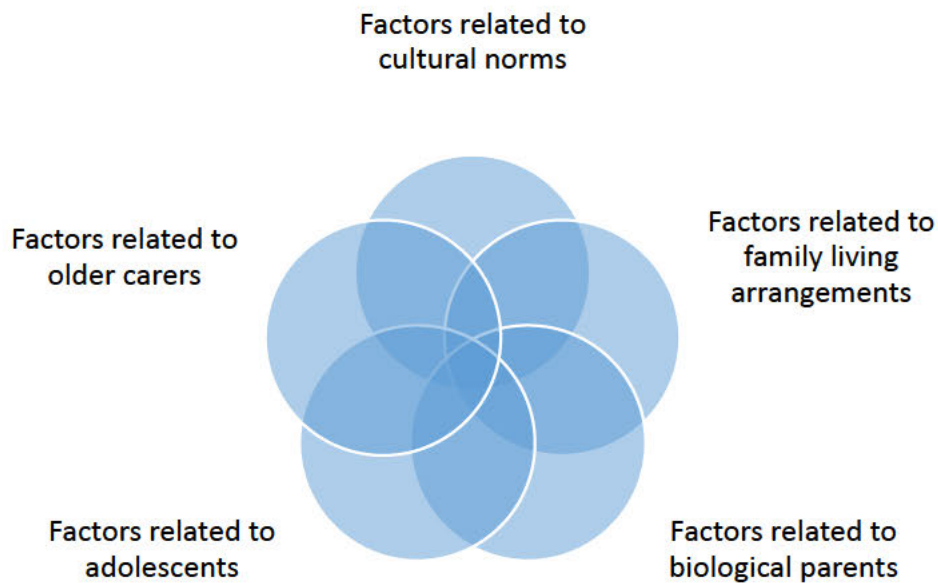 Factors related to
cultural norms
Factors related to
older carers
Factors related to
family living
arrangements
Factors related to
adolescents
Factors related to
biological parents